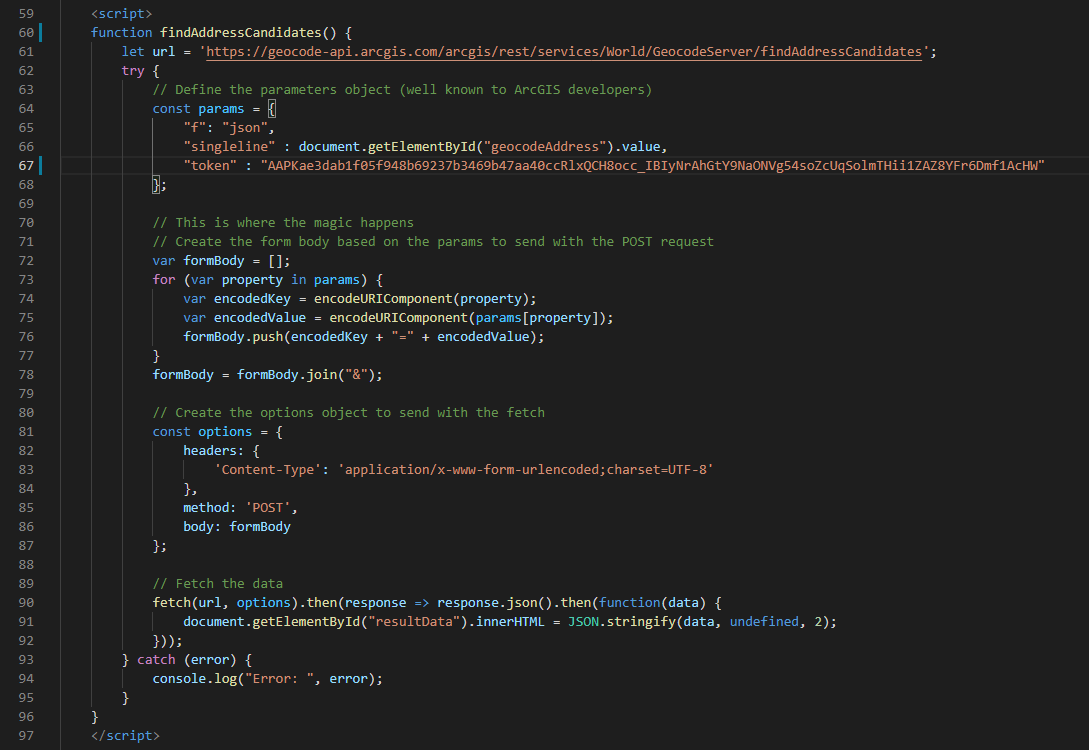 59 <script>
60 function findAddressCandidates() {
61 let url = 'https://geocode-api.arcgis.com/arcgis/rest/services/World/GeocodeServer/findAddressCandidates';
62 try {
63 // Define the parameters object (well known to ArcGIS developers)
64 const params = {
65 "f": "json",
66 "singleline" : document.getElementById("geocodeAddress").value,
67 "token" : "AAPKae3dab1f05f948b69237b3469b47aa40ccRlxQCH8occ_IBIyNrAhGtY9NaONVg54soZcUqSolmTHii1ZAZ8YFr6Dmf1AcHW"
68 };
69
70 // This is where the magic happens
71 // Create the form body based on the params to send with the POST request
72 var formBody = [];
73 for (var property in params) {
74 var encodedKey = encodeURIComponent(property);
75 var encodedValue = encodeURIComponent(params[property]);
76 formBody.push(encodedKey + "=" + encodedValue);
77 }
78 formBody = formBody.join("&");
79
80 // Create the options object to send with the fetch
81 const options = {
82 headers: {
83 'Content-Type': 'application/x-www-form-urlencoded;charset=UTF-8'
84 },
85 method: 'POST',
86 body: formBody
87 };
88
89 // Fetch the data
90 fetch(url, options).then(response => response.json().then(function(data) {
91 document.getElementById("resultData").innerHTML = JSON.stringify(data, undefined, 2);
92 }));
93 } catch (error) {
94 console.log("Error: ", error);
95 }
96 }
97 </script>